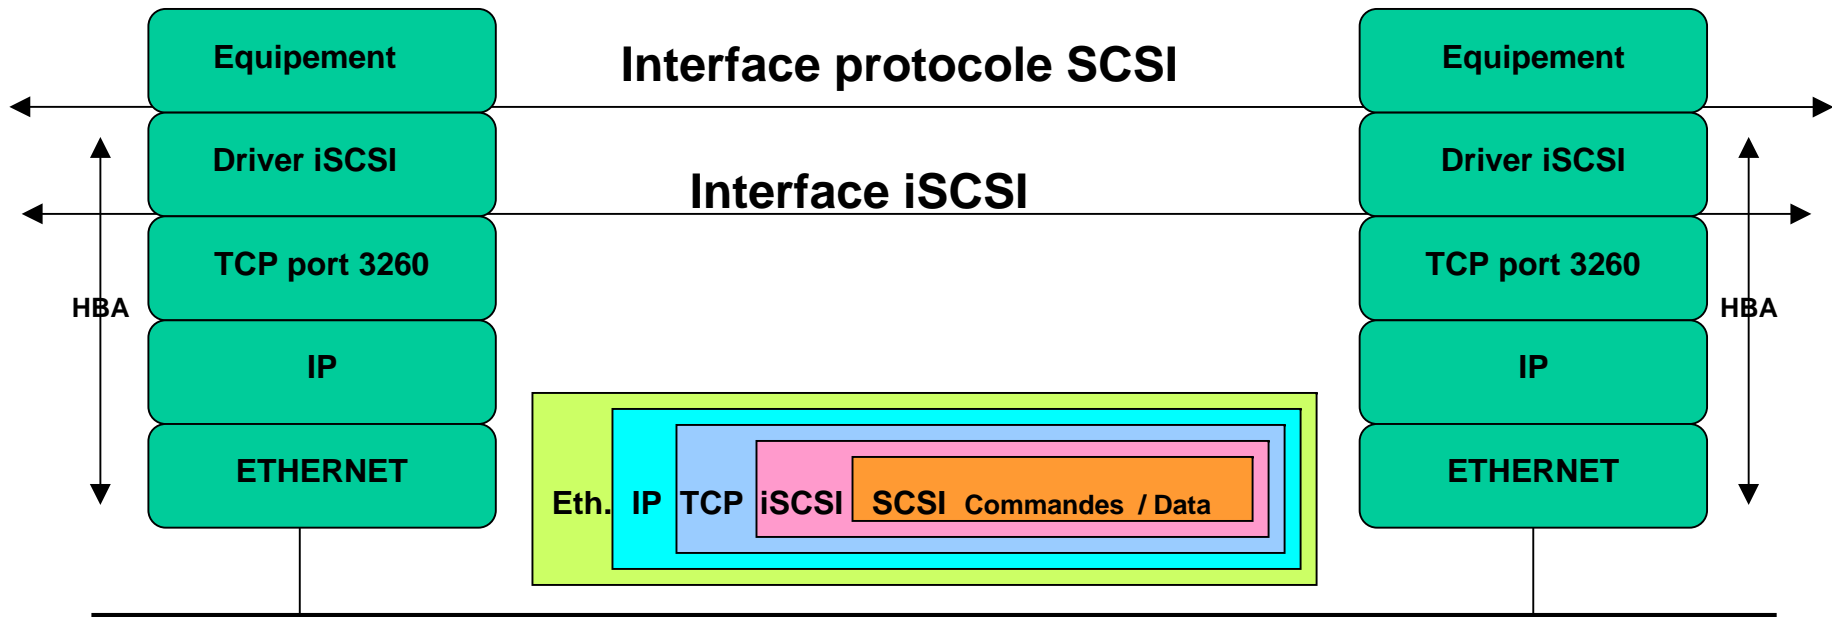 Equipement
Interface protocole SCSI
Equipement
Driver iSCSI
Interface iSCSI
Driver iSCSI
TCP port 3260
TCP port 3260
HBA
HBA
IP
IP
ETHERNET
ETHERNET
Eth. IP TCP iSCSI SCSI Commandes / Data